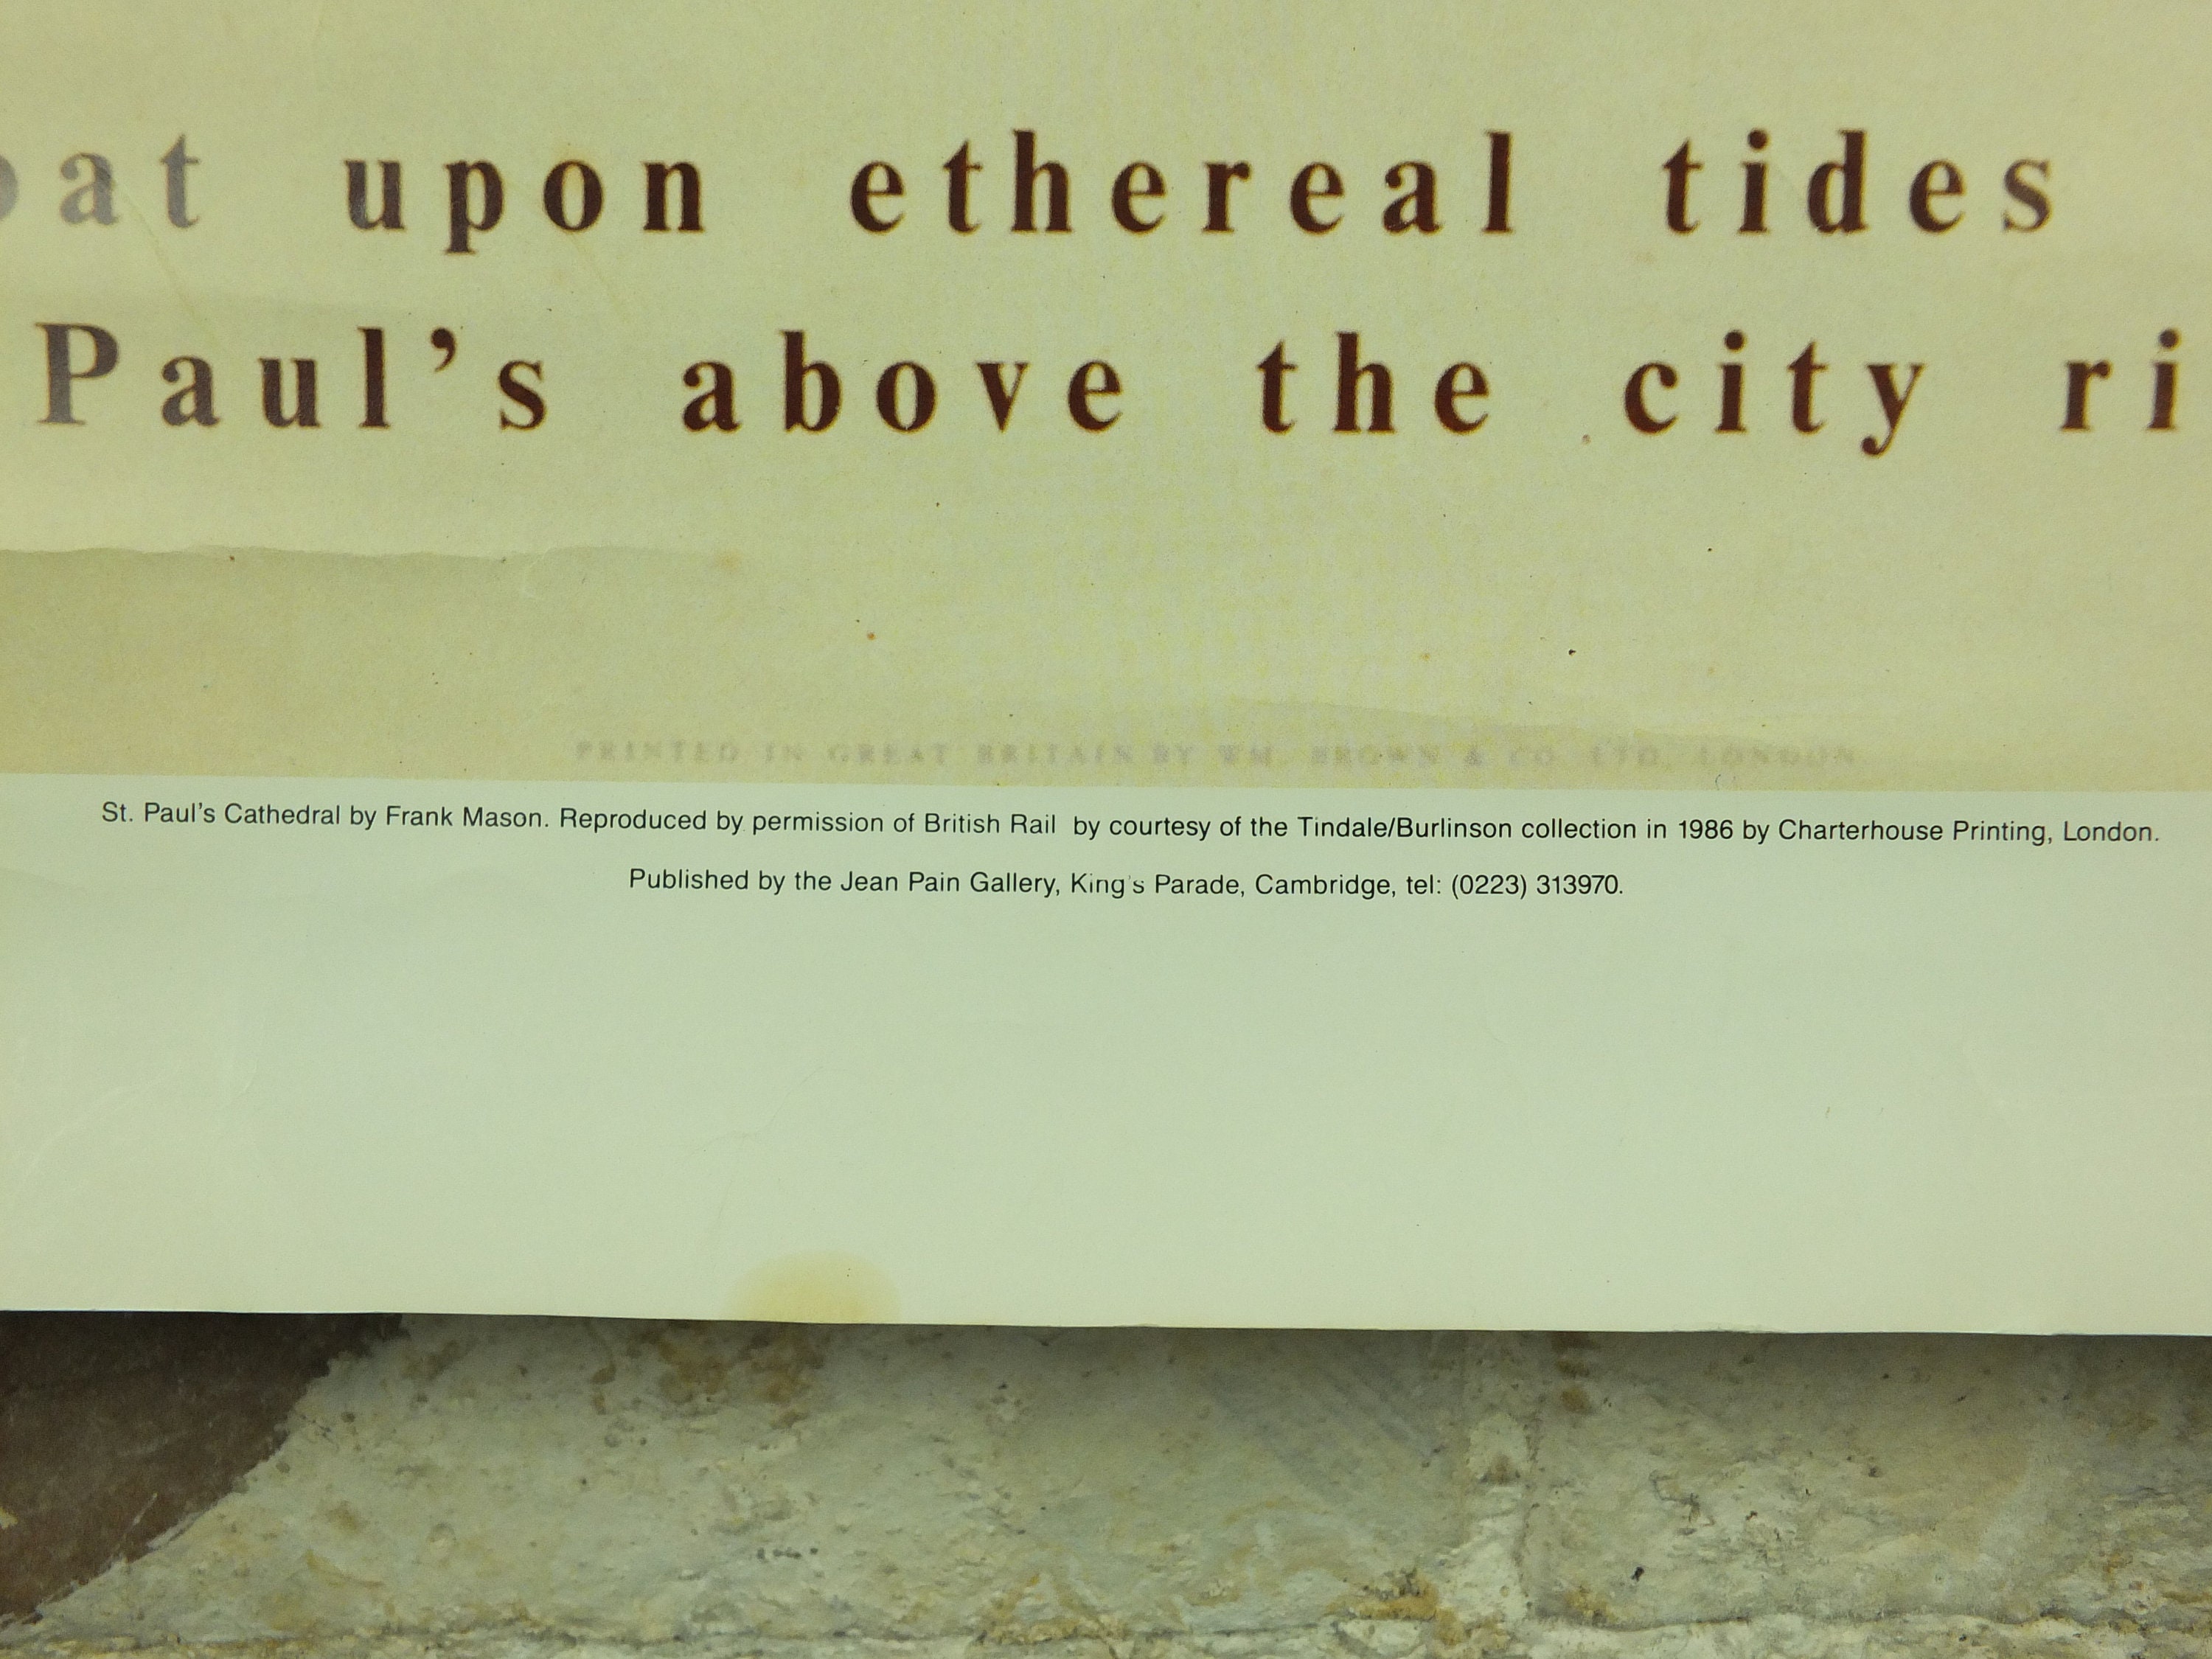 oat upon ethereal tides
Paul's above the city ri
PRINTED IN GREAT BRITAIN BY WM. BROWN & CO LTD. LONDON
St. Paul's Cathedral by Frank Mason. Reproduced by permission of British Rail by courtesy of the Tindale/Burlinson collection in 1986 by Charterhouse Printing, London.
Published by the Jean Pain Gallery, King's Parade, Cambridge, tel: (0223) 313970.